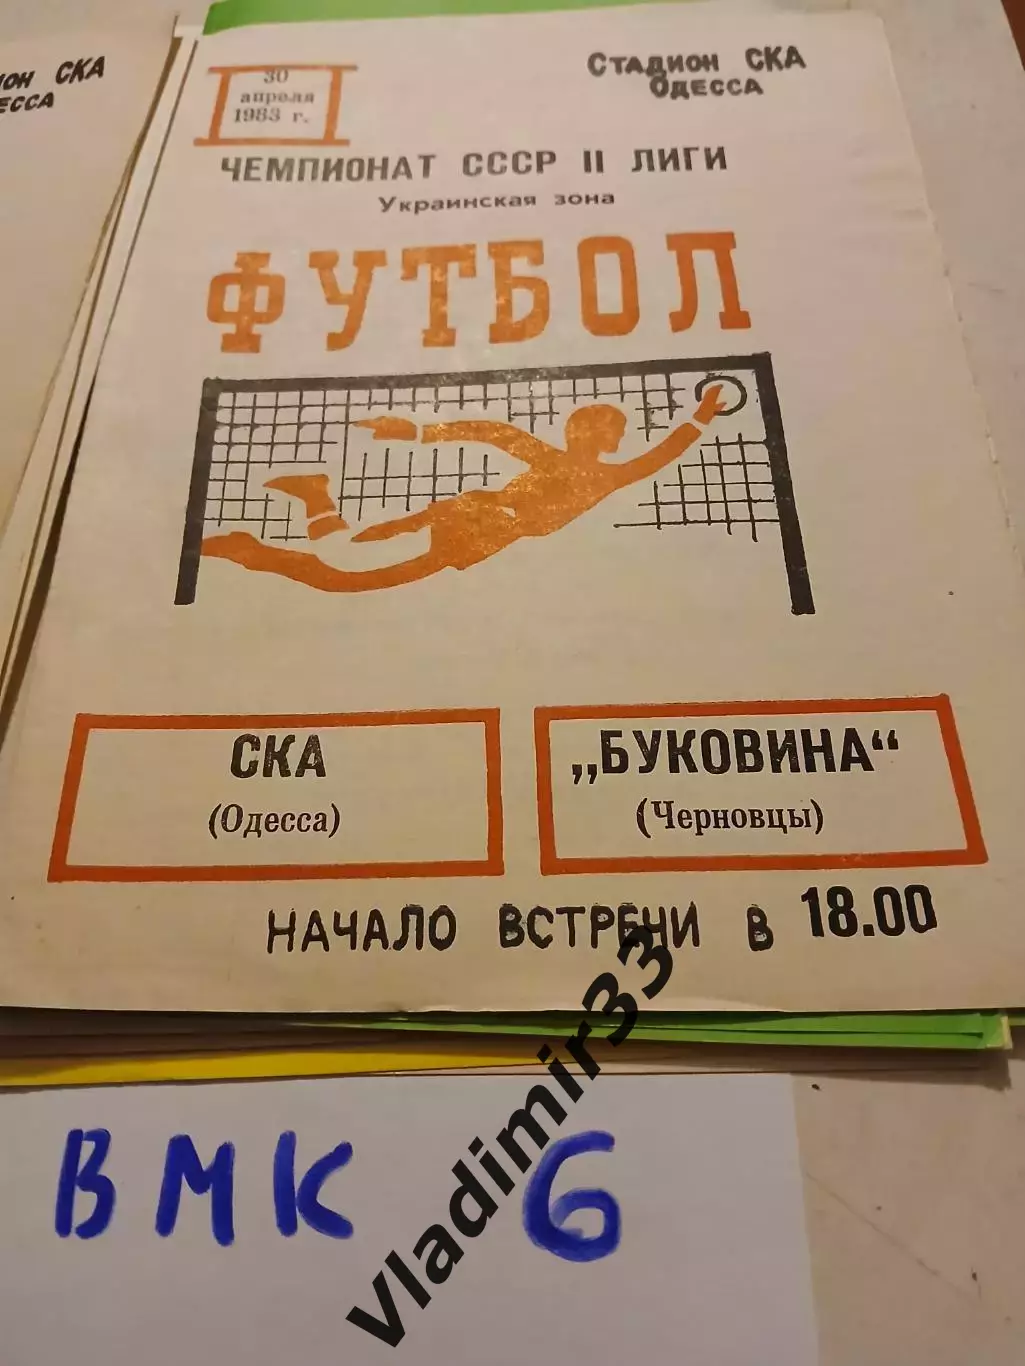 ОН СКА
ЕССА
30
апреля
1983 г.
Стадион СКА
Одесса
ЧЕМПИОНАТ СССР II ЛИГИ
Украинская зона
ФУТБОЛ
СКА
(Одесса)
„БУКОВИНА“
(Черновцы)
НАЧАЛО ВСТРЕЧИ В 18.00
ВМК 6
Vladimir33